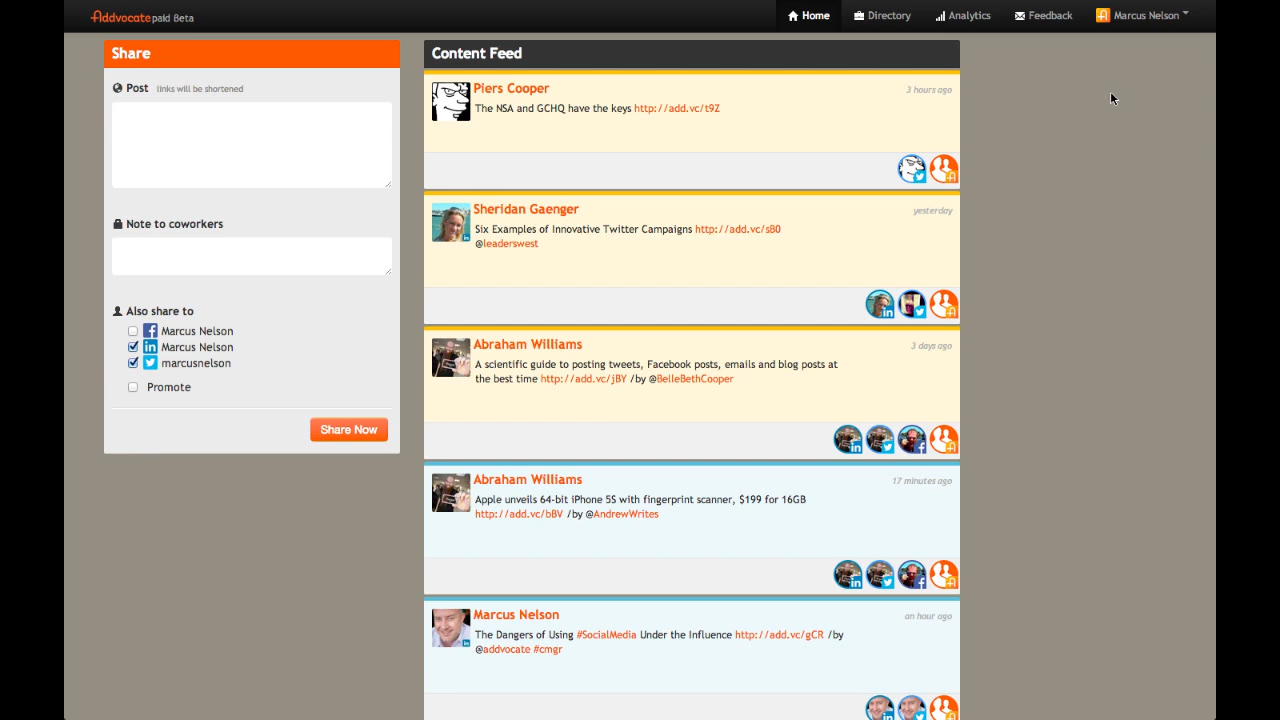 Addvocate paid Beta
Home
Directory
Analytics
Feedback
Marcus Nelson
Share
Post links will be shortened
Note to coworkers
Also share to
Marcus Nelson
Marcus Nelson
marcusnelson
Promote
Share Now
Content Feed
Piers Cooper
3 hours ago
The NSA and GCHQ have the keys http://add.vc/t9Z
Sheridan Gaenger
yesterday
Six Examples of Innovative Twitter Campaigns http://add.vc/s80
@leaderswest
Abraham Williams
3 days ago
A scientific guide to posting tweets, Facebook posts, emails and blog posts at
the best time http://add.vc/jBY /by @BelleBethCooper
Abraham Williams
17 minutes ago
Apple unveils 64-bit iPhone 5S with fingerprint scanner, $199 for 16GB
http://add.vc/bBV /by @AndrewWrites
Marcus Nelson
an hour ago
The Dangers of Using #SocialMedia Under the Influence http://add.vc/gCR /by
@addvocate #cmgr